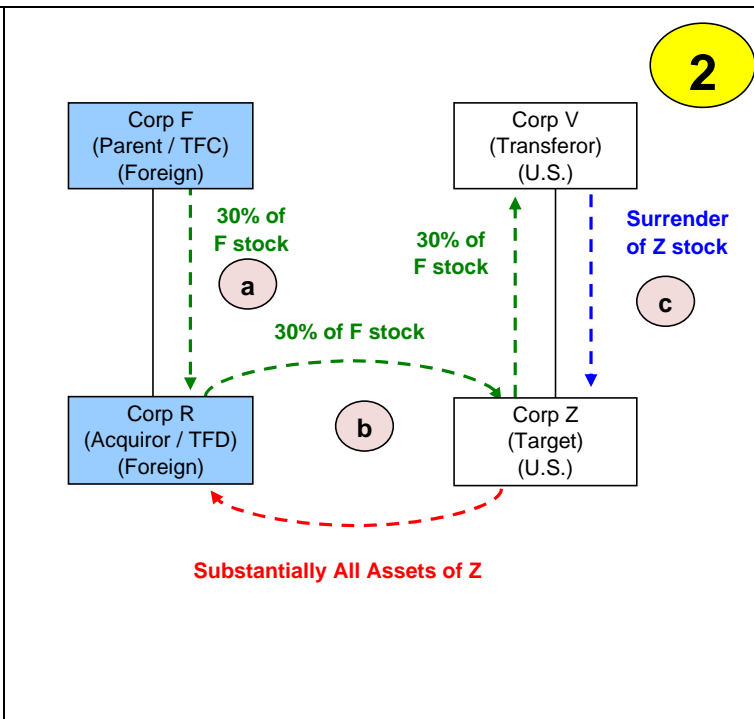 2
Corp F
(Parent / TFC)
(Foreign)
Corp V
(Transferor)
(U.S.)
30% of
F stock
a
30% of
F stock
Surrender
of Z stock
c
30% of F stock
Corp R
(Acquiror / TFD)
(Foreign)
b
Corp Z
(Target)
(U.S.)
Substantially All Assets of Z